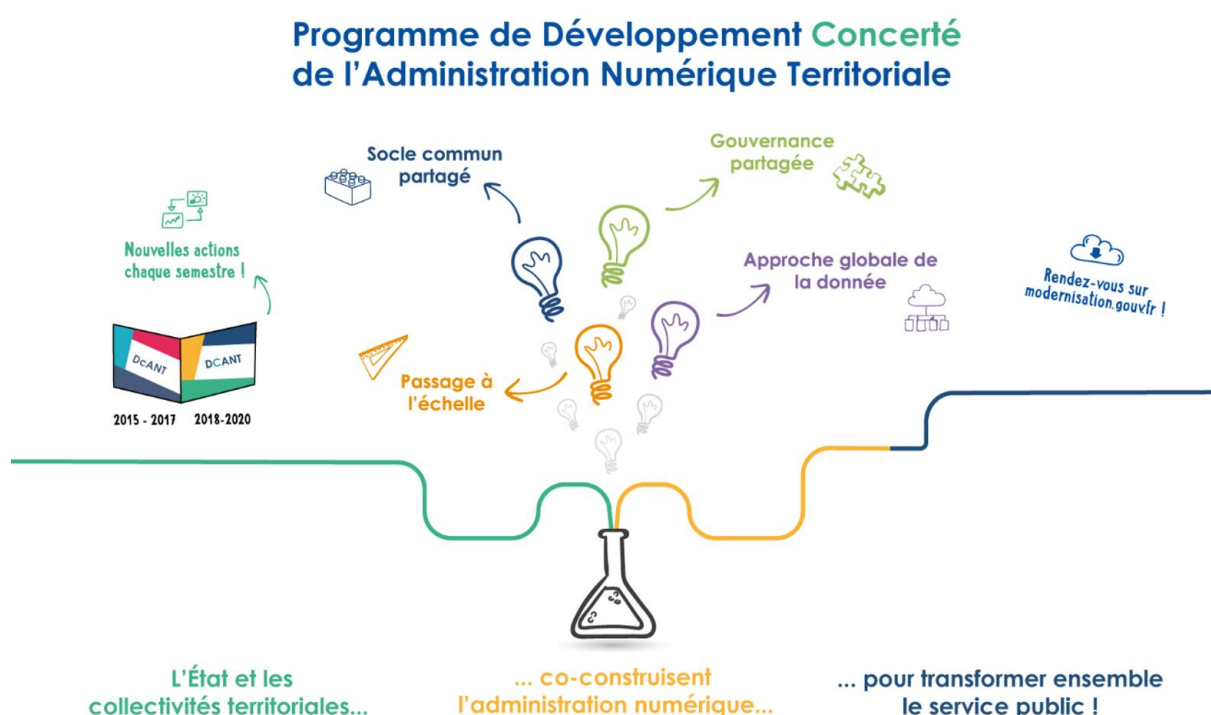 Programme de Développement Concerté
de l'Administration Numérique Territoriale
Socle commun
partagé
Gouvernance
partagée
Nouvelles actions
chaque semestre !
Approche globale de
la donnée
Rendez-vous sur
modernisation.gouv.fr !
DcANT
DCANT
2015 - 2017
2018-2020
Passage à
l'échelle
L'État et les
collectivités territoriales...
... co-construisent
l'administration numérique...
... pour transformer ensemble
le service public !